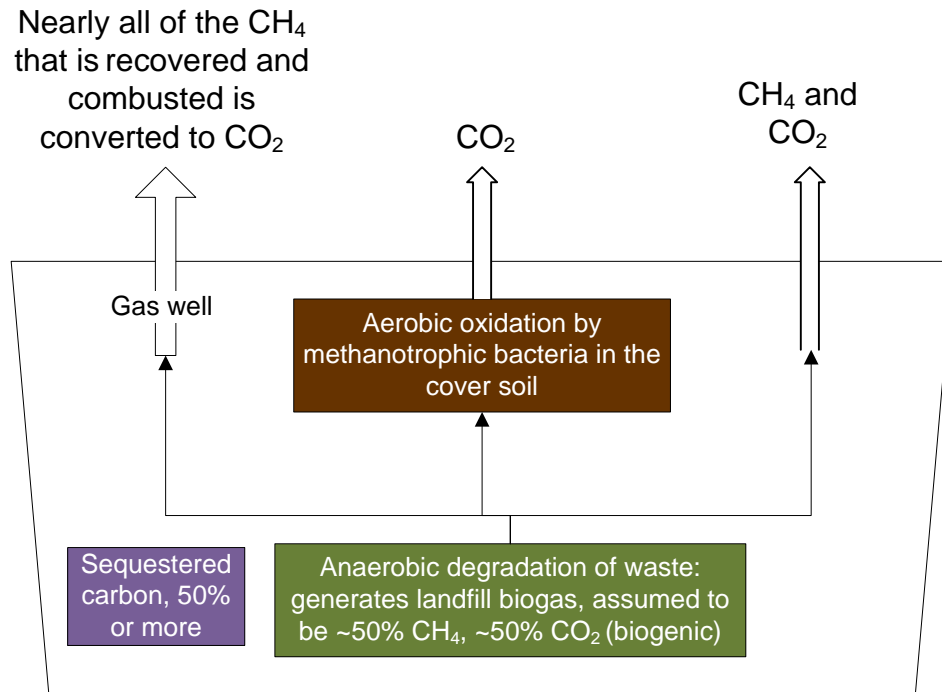 Nearly all of the CH₄
that is recovered and
combusted is
converted to CO₂
CO₂
CH₄ and
CO₂
Gas well
Aerobic oxidation by
methanotrophic bacteria in the
cover soil
Sequestered
carbon, 50%
or more
Anaerobic degradation of waste:
generates landfill biogas, assumed to
be ~50% CH₄, ~50% CO₂ (biogenic)